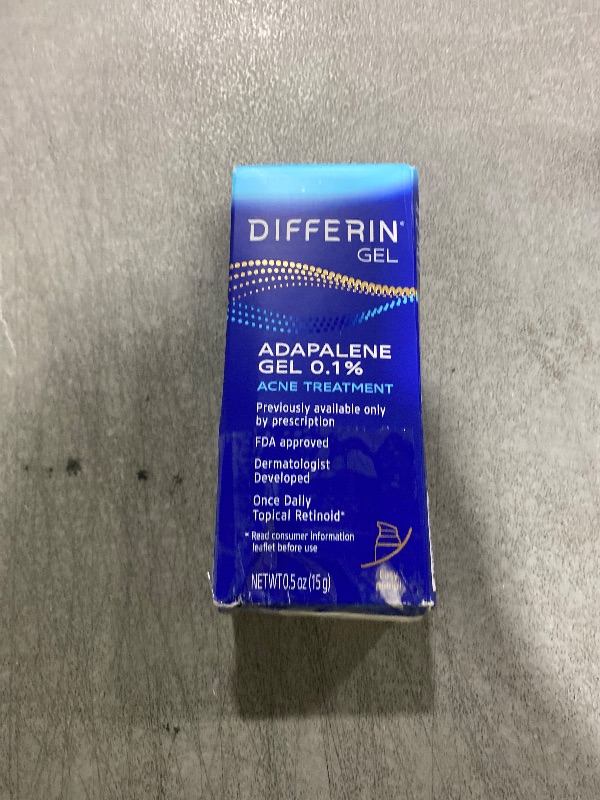 DIFFERIN®
GEL
ADAPALENE
GEL 0.1%
ACNE TREATMENT
Previously available only
by prescription
FDA approved
Dermatologist
Developed
Once Daily
Topical Retinoid*
* Read consumer information
leaflet before use
Easy
NET WT 0.5 oz (15 g)